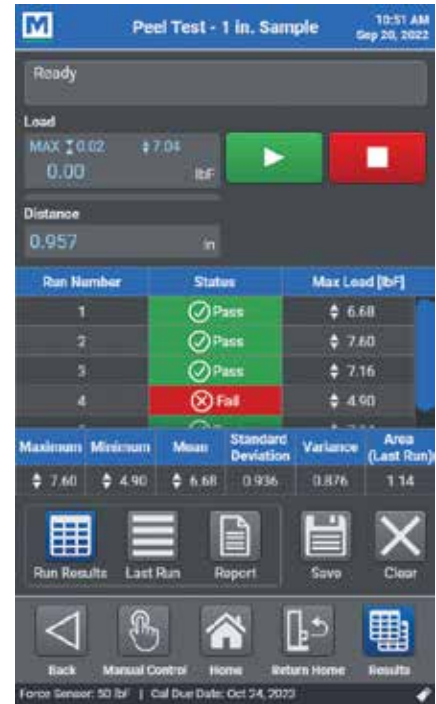 M
Peel Test - 1 in. Sample
10:51 AM
Sep 20, 2022
Ready
Load
MAX 0.02 7.04
0.00 lbF
Distance
0.957 in
Run Number Status Max Load [lbF]
1 Pass 6.68
2 Pass 7.60
3 Pass 7.16
4 Fail 4.90
Maximum Minimum Mean Standard Deviation Variance Area (Last Run)
7.60 4.90 6.68 0.936 0.876 1.14
Run Results Last Run Report Save Clear
Back Manual Control Home Return Home Results
Force Sensor: 50 lbF | Cal Due Date: Oct 24, 2023